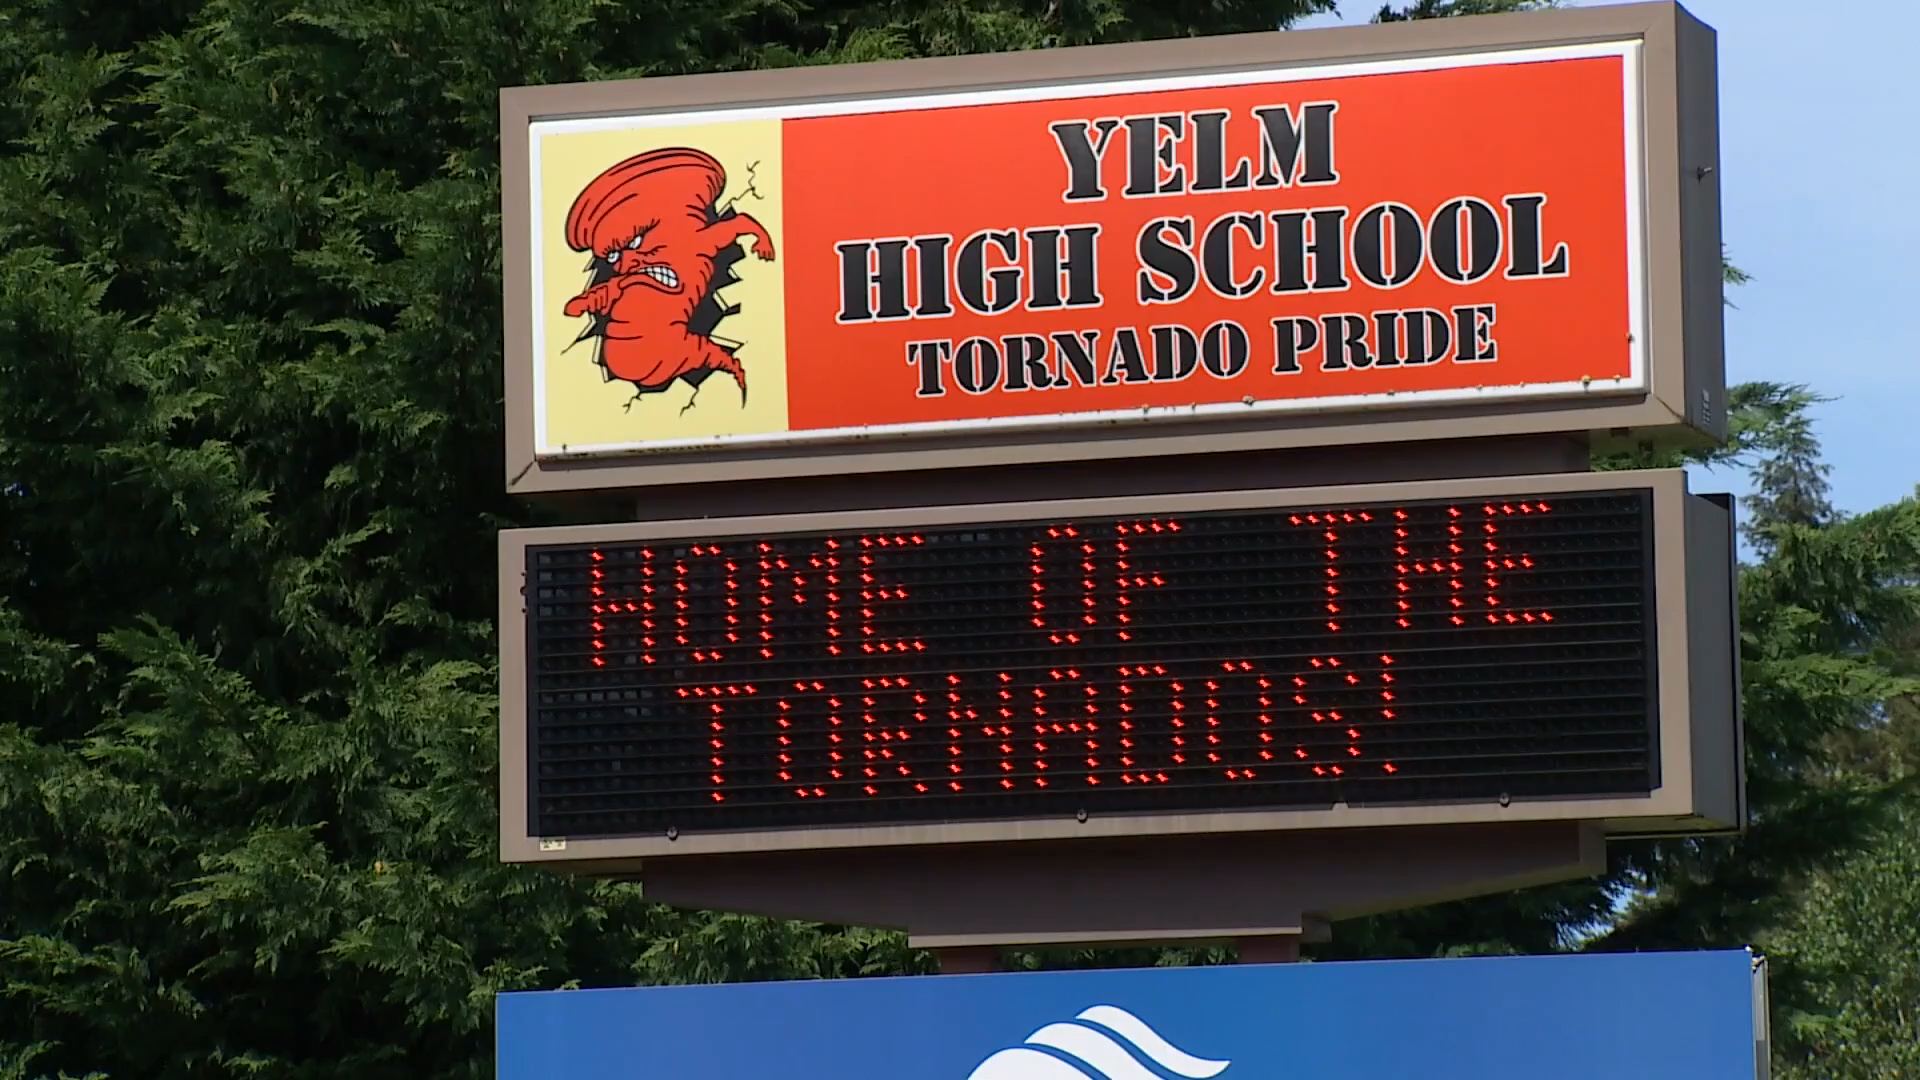 YELM
HIGH SCHOOL
TORNADO PRIDE
HOME OF THE
TORNADOS!